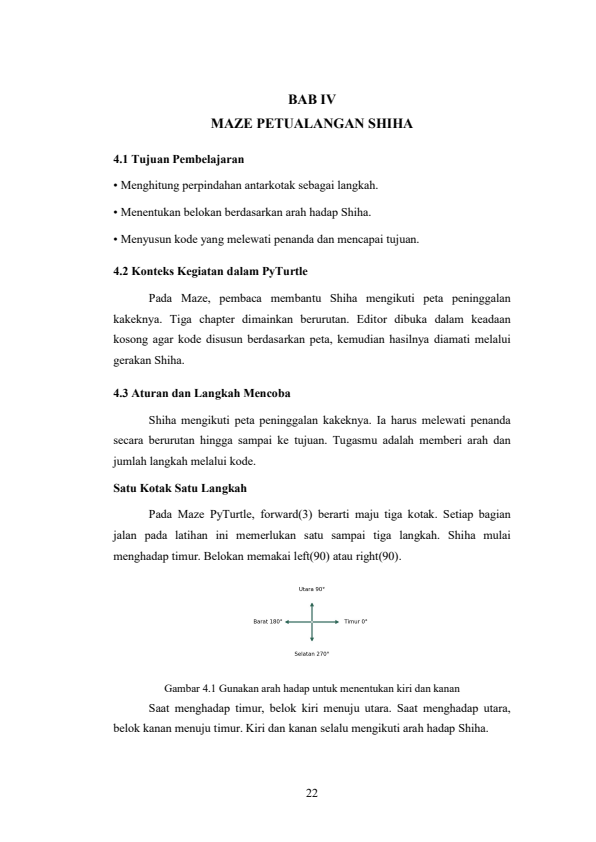 BAB IV
MAZE PETUALANGAN SHIHA
4.1 Tujuan Pembelajaran
• Menghitung perpindahan antarkotak sebagai langkah.
• Menentukan belokan berdasarkan arah hadap Shiha.
• Menyusun kode yang melewati penanda dan mencapai tujuan.
4.2 Konteks Kegiatan dalam PyTurtle
Pada Maze, pembaca membantu Shiha mengikuti peta peninggalan
kakeknya. Tiga chapter dimainkan berurutan. Editor dibuka dalam keadaan
kosong agar kode disusun berdasarkan peta, kemudian hasilnya diamati melalui
gerakan Shiha.
4.3 Aturan dan Langkah Mencoba
Shiha mengikuti peta peninggalan kakeknya. Ia harus melewati penanda
secara berurutan hingga sampai ke tujuan. Tugasmu adalah memberi arah dan
jumlah langkah melalui kode.
Satu Kotak Satu Langkah
Pada Maze PyTurtle, forward(3) berarti maju tiga kotak. Setiap bagian
jalan pada latihan ini memerlukan satu sampai tiga langkah. Shiha mulai
menghadap timur. Belokan memakai left(90) atau right(90).
Utara 90°
Barat 180°
Timur 0°
Selatan 270°
Gambar 4.1 Gunakan arah hadap untuk menentukan kiri dan kanan
Saat menghadap timur, belok kiri menuju utara. Saat menghadap utara,
belok kanan menuju timur. Kiri dan kanan selalu mengikuti arah hadap Shiha.
22